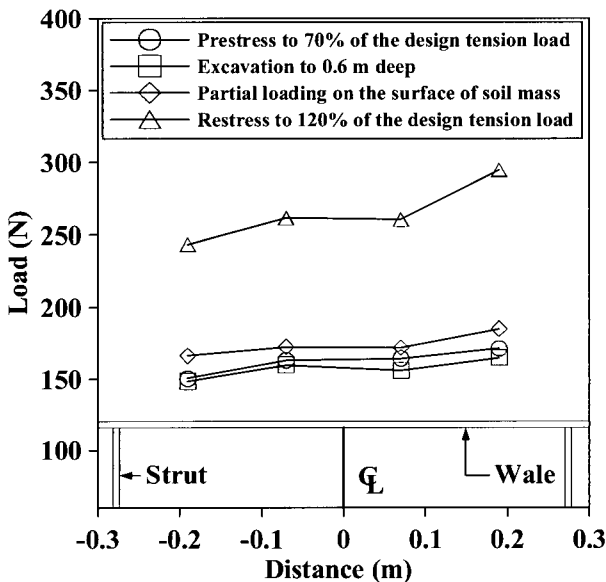 400
350
300
250
200
150
100
Load (N)
Prestress to 70% of the design tension load
Excavation to 0.6 m deep
Partial loading on the surface of soil mass
Restress to 120% of the design tension load
Strut
CL
Wale
-0.3 -0.2 -0.1 0 0.1 0.2 0.3
Distance (m)